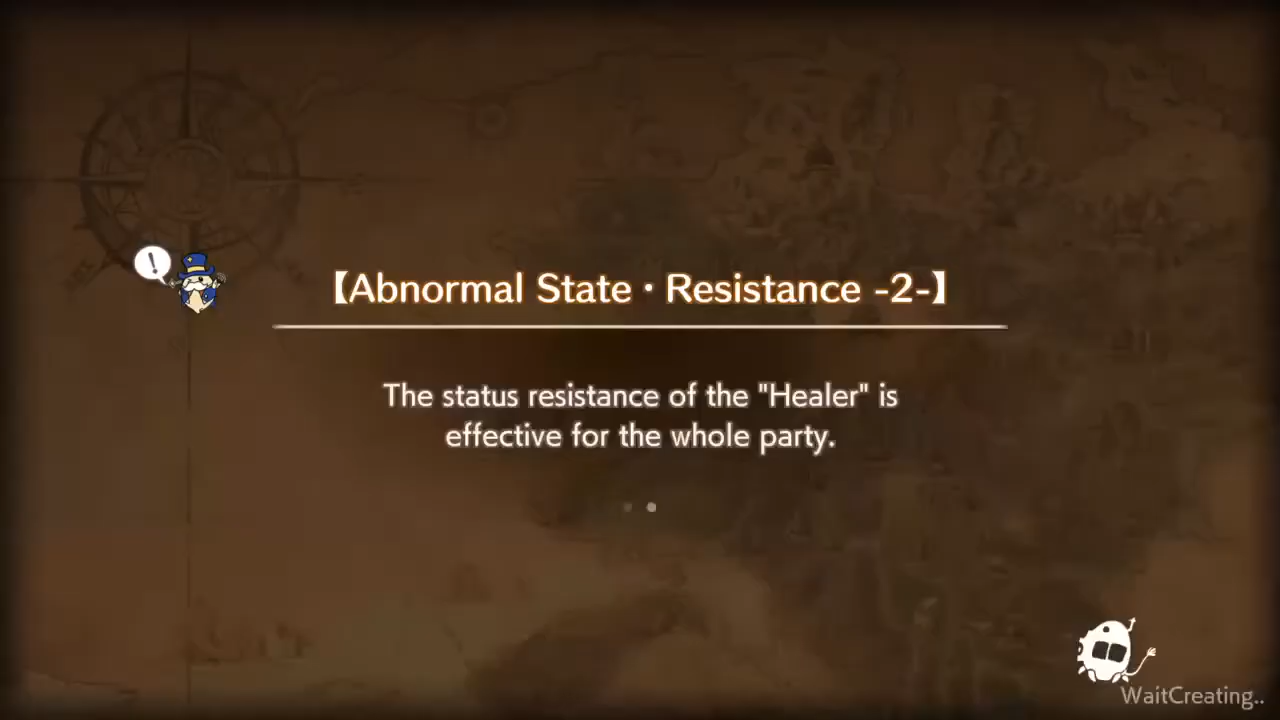 !
【Abnormal State・Resistance -2-】
The status resistance of the "Healer" is
effective for the whole party.
WaitCreating..